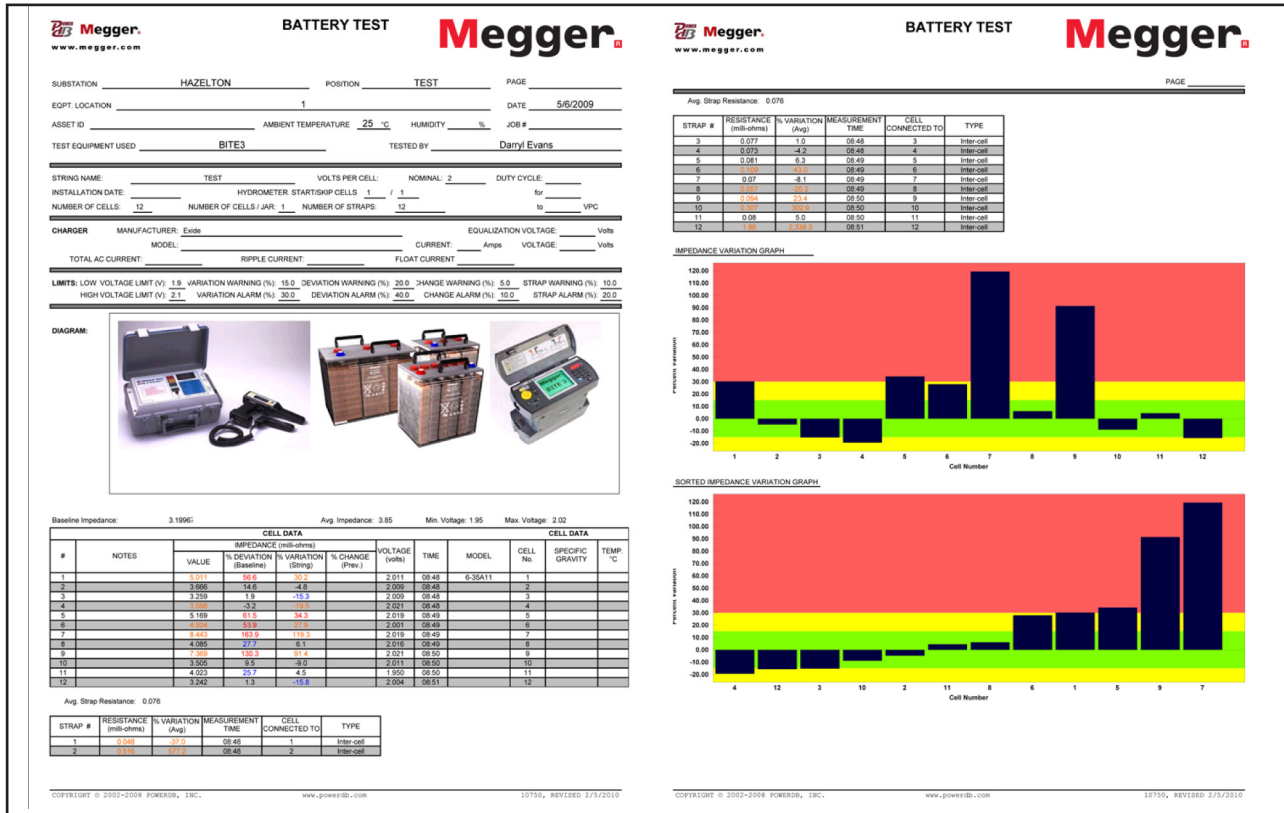 POWER DB Megger.
www.megger.com
BATTERY TEST
Megger.
SUBSTATION HAZELTON POSITION TEST PAGE
EQPT. LOCATION 1 DATE 5/6/2009
ASSET ID AMBIENT TEMPERATURE 25 °C HUMIDITY % JOB #
TEST EQUIPMENT USED BITE3 TESTED BY Darryl Evans
STRING NAME: TEST VOLTS PER CELL: NOMINAL: 2 DUTY CYCLE:
INSTALLATION DATE: HYDROMETER. START/SKIP CELLS 1 / 1 for
NUMBER OF CELLS: 12 NUMBER OF CELLS / JAR: 1 NUMBER OF STRAPS: 12 to VPC
CHARGER MANUFACTURER: Exide EQUALIZATION VOLTAGE: Volts
MODEL: CURRENT: Amps VOLTAGE: Volts
TOTAL AC CURRENT: RIPPLE CURRENT: FLOAT CURRENT
LIMITS: LOW VOLTAGE LIMIT (V): 1.9 VARIATION WARNING (%): 15.0 DEVIATION WARNING (%): 20.0 CHANGE WARNING (%): 5.0 STRAP WARNING (%): 10.0
HIGH VOLTAGE LIMIT (V): 2.1 VARIATION ALARM (%): 30.0 DEVIATION ALARM (%): 40.0 CHANGE ALARM (%): 10.0 STRAP ALARM (%): 20.0
DIAGRAM:
Megger
BITE 3
Baseline Impedance: 3.1996 Avg. Impedance: 3.85 Min. Voltage: 1.95 Max. Voltage: 2.02
CELL DATA CELL DATA
# NOTES IMPEDANCE (milli-ohms) VOLTAGE (volts) TIME MODEL CELL No. SPECIFIC GRAVITY TEMP. °C
VALUE % DEVIATION (Baseline) % VARIATION (String) % CHANGE (Prev.)
1 5.011 56.6 30.2 2.011 08:48 6-35A11 1
2 3.666 14.6 -4.8 2.009 08:48 2
3 3.259 1.9 -15.3 2.009 08:48 3
4 3.098 -3.2 -19.5 2.021 08:48 4
5 5.169 61.5 34.3 2.019 08:49 5
6 4.924 53.9 27.9 2.001 08:49 6
7 8.443 163.9 119.3 2.019 08:49 7
8 4.085 27.7 6.1 2.016 08:49 8
9 7.369 130.3 91.4 2.021 08:50 9
10 3.505 9.5 -9.0 2.011 08:50 10
11 4.023 25.7 4.5 1.950 08:50 11
12 3.242 1.3 -15.8 2.004 08:51 12
Avg. Strap Resistance: 0.076
STRAP # RESISTANCE (milli-ohms) % VARIATION (Avg) MEASUREMENT TIME CELL CONNECTED TO TYPE
1 0.048 -37.0 08:48 1 Inter-cell
2 0.516 577.2 08:48 2 Inter-cell
COPYRIGHT © 2002-2008 POWERDB, INC. www.powerdb.com 10750, REVISED 2/5/2010
POWER DB Megger.
www.megger.com
BATTERY TEST
Megger.
PAGE
Avg. Strap Resistance: 0.076
STRAP # RESISTANCE (milli-ohms) % VARIATION (Avg) MEASUREMENT TIME CELL CONNECTED TO TYPE
3 0.077 1.0 08:48 3 Inter-cell
4 0.073 -4.2 08:48 4 Inter-cell
5 0.081 6.3 08:49 5 Inter-cell
6 0.109 43.0 08:49 6 Inter-cell
7 0.07 -8.1 08:49 7 Inter-cell
8 0.057 -25.2 08:49 8 Inter-cell
9 0.094 23.4 08:50 9 Inter-cell
10 0.307 302.9 08:50 10 Inter-cell
11 0.08 5.0 08:50 11 Inter-cell
12 1.86 08:51 12 Inter-cell
IMPEDANCE VARIATION GRAPH
120.00
110.00
100.00
90.00
80.00
70.00
60.00
50.00
40.00
30.00
20.00
10.00
0.00
-10.00
-20.00
Percent Variation
1 2 3 4 5 6 7 8 9 10 11 12
Cell Number
SORTED IMPEDANCE VARIATION GRAPH
120.00
110.00
100.00
90.00
80.00
70.00
60.00
50.00
40.00
30.00
20.00
10.00
0.00
-10.00
-20.00
Percent Variation
4 12 3 10 2 11 8 6 1 5 9 7
Cell Number
COPYRIGHT © 2002-2008 POWERDB, INC. www.powerdb.com 10750, REVISED 2/5/2010